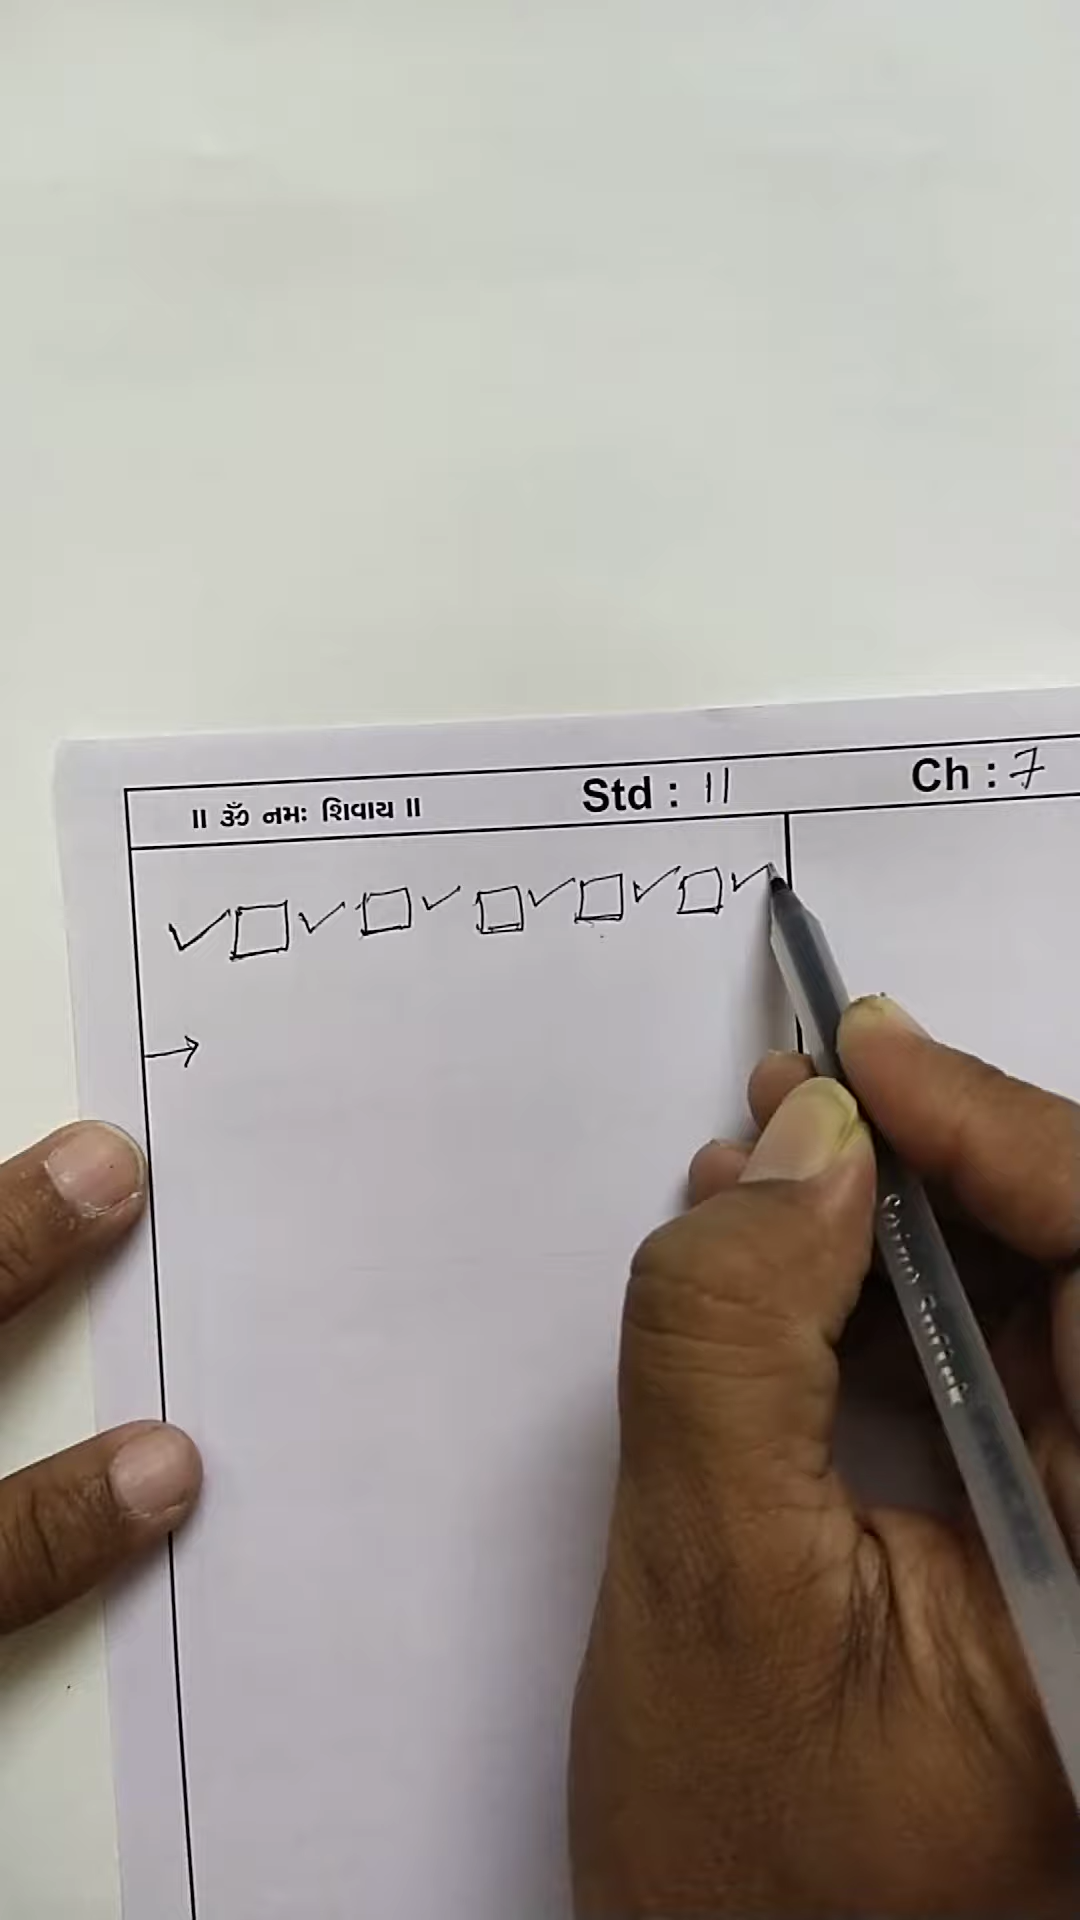 ॥ ૐ નમઃ શિવાય ॥ Std : 11 Ch : 7
✓ □ ✓ □ ✓ □ ✓ □ ✓ □ ✓
→